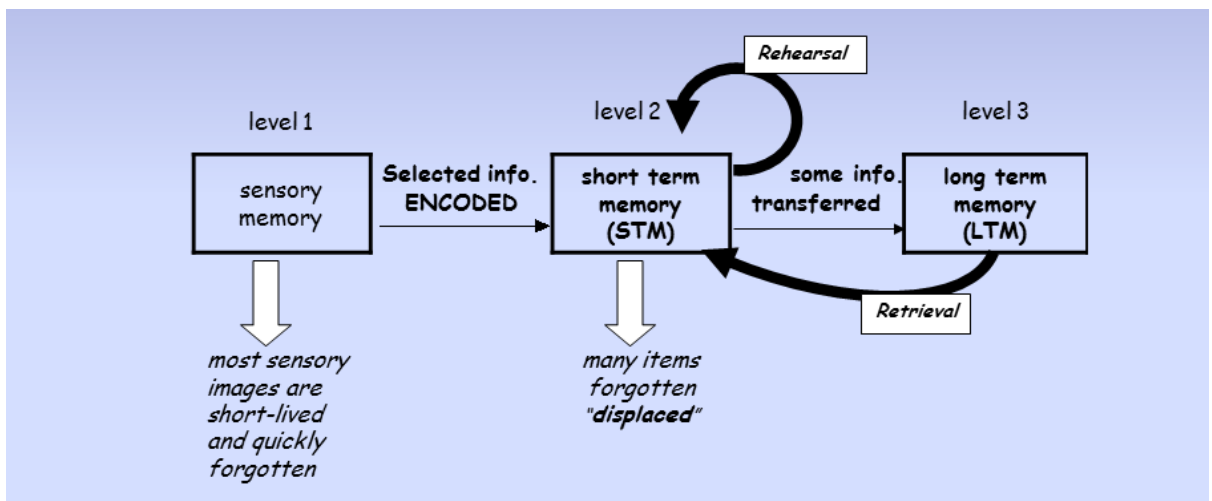 Rehearsal
level 1
level 2
level 3
sensory
memory
Selected info.
ENCODED
short term
memory
(STM)
some info.
transferred
long term
memory
(LTM)
Retrieval
most sensory
images are
short-lived
and quickly
forgotten
many items
forgotten
"displaced"